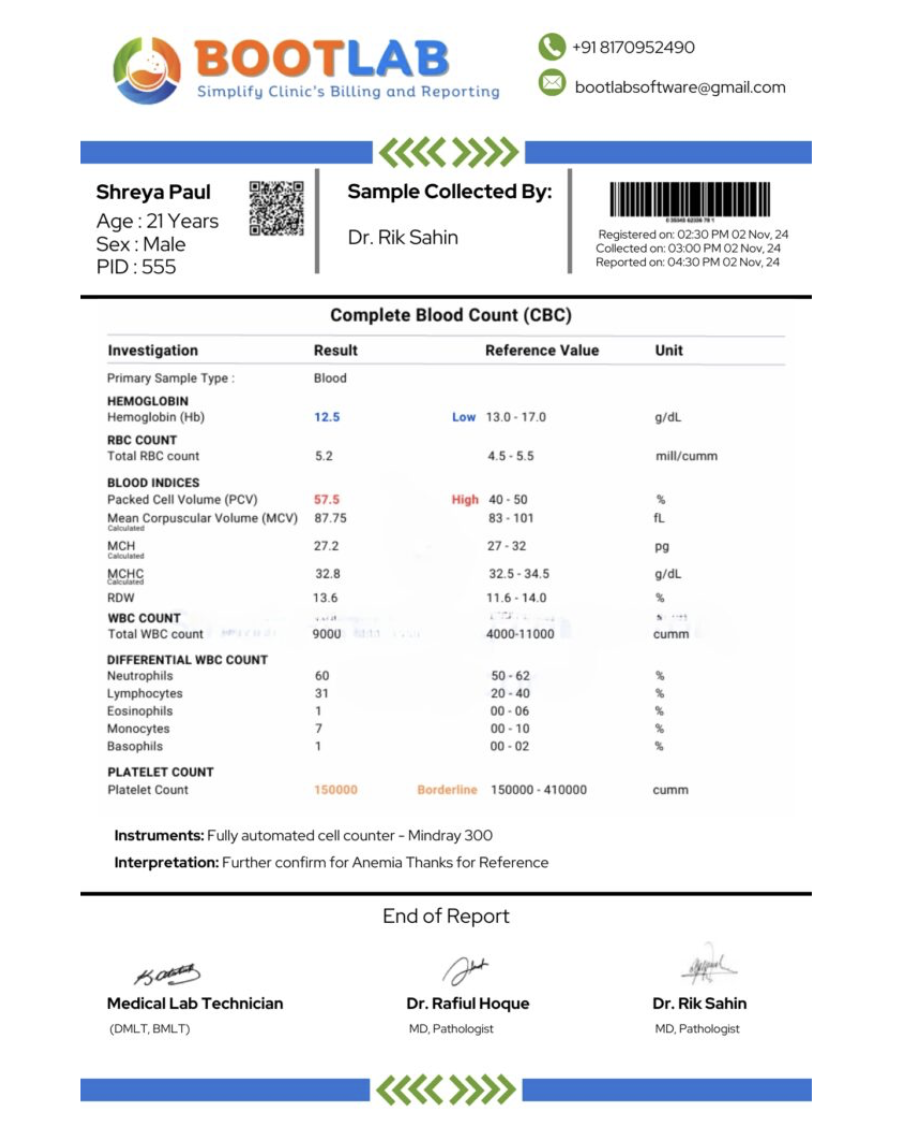 BOOTLAB
Simplify Clinic's Billing and Reporting
+91 8170952490
bootlabsoftware@gmail.com
Shreya Paul
Age : 21 Years
Sex : Male
PID : 555
Sample Collected By:
Dr. Rik Sahin
Registered on: 02:30 PM 02 Nov, 24
Collected on: 03:00 PM 02 Nov, 24
Reported on: 04:30 PM 02 Nov, 24
Complete Blood Count (CBC)
Investigation Result Reference Value Unit
Primary Sample Type : Blood
HEMOGLOBIN
Hemoglobin (Hb) 12.5 Low 13.0 - 17.0 g/dL
RBC COUNT
Total RBC count 5.2 4.5 - 5.5 mill/cumm
BLOOD INDICES
Packed Cell Volume (PCV) 57.5 High 40 - 50 %
Mean Corpuscular Volume (MCV) 87.75 83 - 101 fL
Calculated
MCH 27.2 27 - 32 pg
Calculated
MCHC 32.8 32.5 - 34.5 g/dL
Calculated
RDW 13.6 11.6 - 14.0 %
WBC COUNT
Total WBC count 9000 4000-11000 cumm
DIFFERENTIAL WBC COUNT
Neutrophils 60 50 - 62 %
Lymphocytes 31 20 - 40 %
Eosinophils 1 00 - 06 %
Monocytes 7 00 - 10 %
Basophils 1 00 - 02 %
PLATELET COUNT
Platelet Count 150000 Borderline 150000 - 410000 cumm
Instruments: Fully automated cell counter - Mindray 300
Interpretation: Further confirm for Anemia Thanks for Reference
End of Report
Medical Lab Technician
(DMLT, BMLT)
Dr. Rafiul Hoque
MD, Pathologist
Dr. Rik Sahin
MD, Pathologist